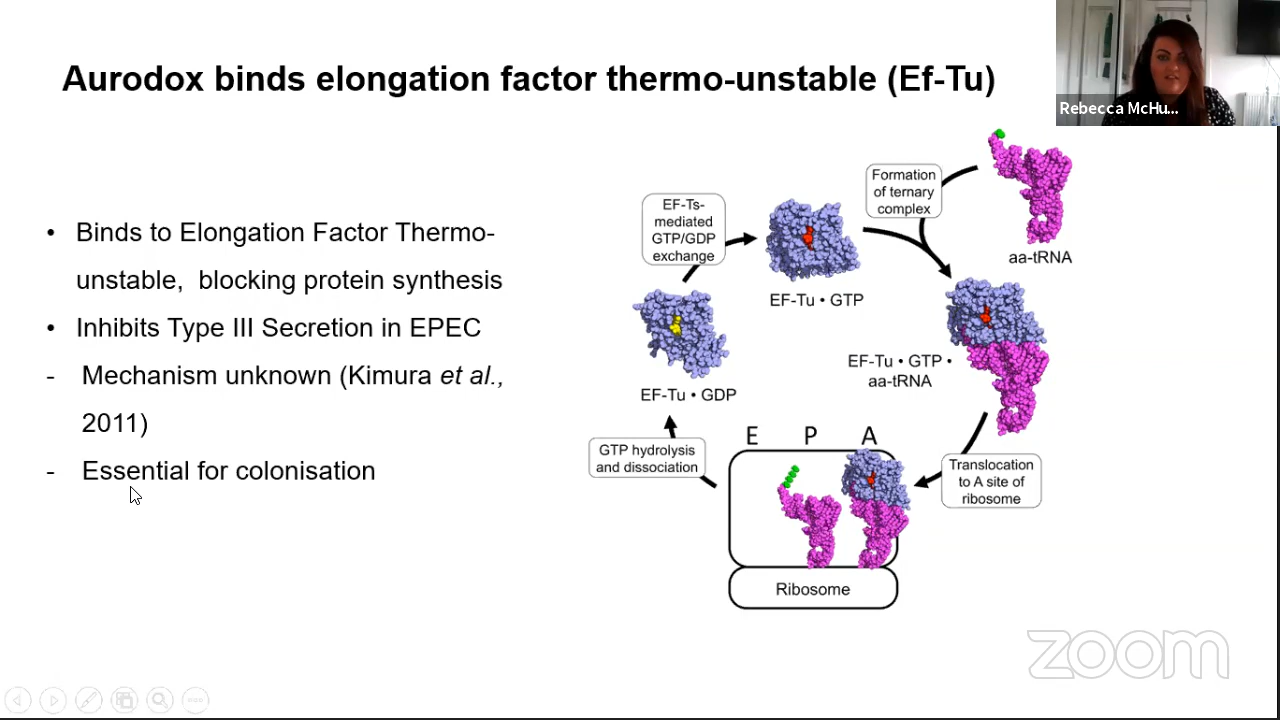 Aurodox binds elongation factor thermo-unstable (Ef-Tu)
Rebecca McHu...
• Binds to Elongation Factor Thermo-
unstable, blocking protein synthesis
• Inhibits Type III Secretion in EPEC
- Mechanism unknown (Kimura et al.,
2011)
- Essential for colonisation
EF-Ts-
mediated
GTP/GDP
exchange
Formation
of ternary
complex
aa-tRNA
EF-Tu • GTP
EF-Tu • GDP
EF-Tu • GTP •
aa-tRNA
GTP hydrolysis
and dissociation
E P A
Translocation
to A site of
ribosome
Ribosome
zoom